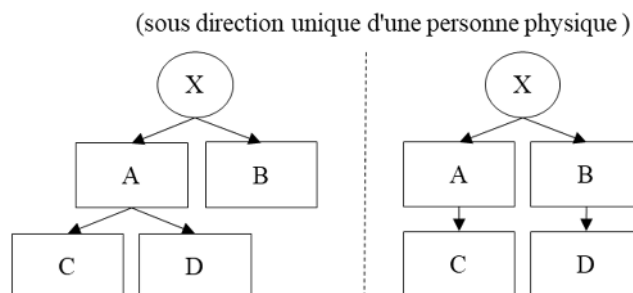 (sous direction unique d'une personne physique )
X X
A B A B
C D C D